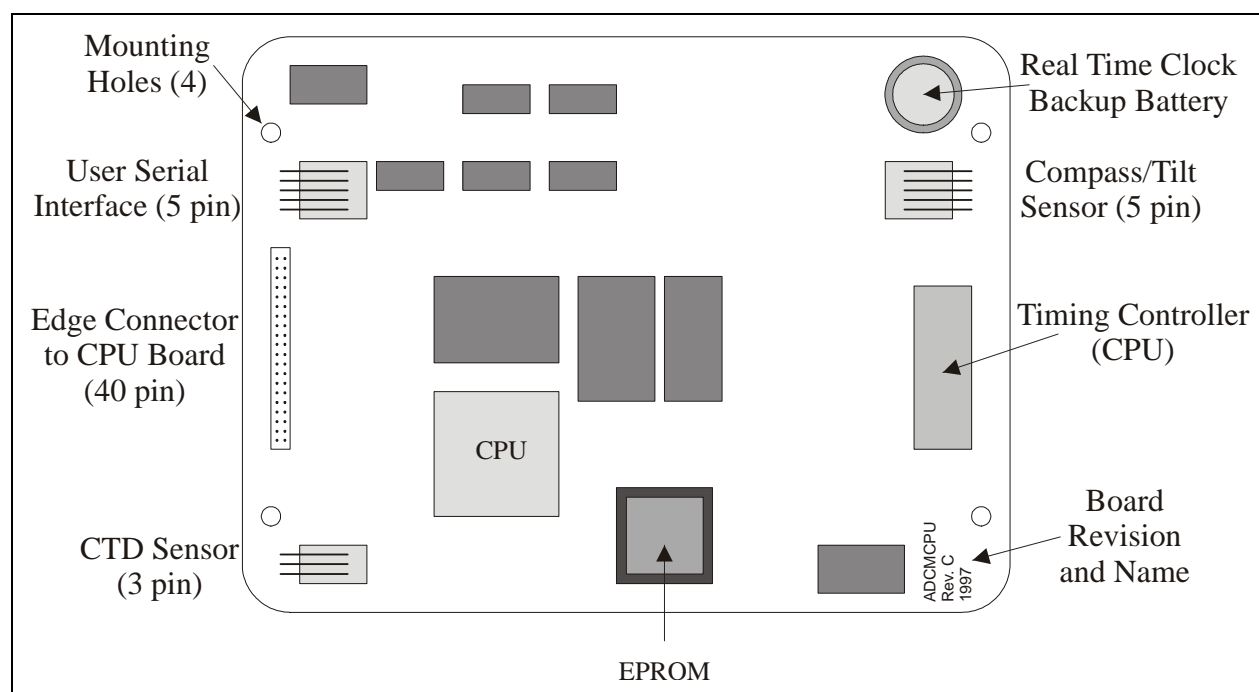 Mounting
Holes (4)
User Serial
Interface (5 pin)
Edge Connector
to CPU Board
(40 pin)
CTD Sensor
(3 pin)
CPU
EPROM
Real Time Clock
Backup Battery
Compass/Tilt
Sensor (5 pin)
Timing Controller
(CPU)
Board
Revision
and Name
ADCMCPU
Rev. C
1997